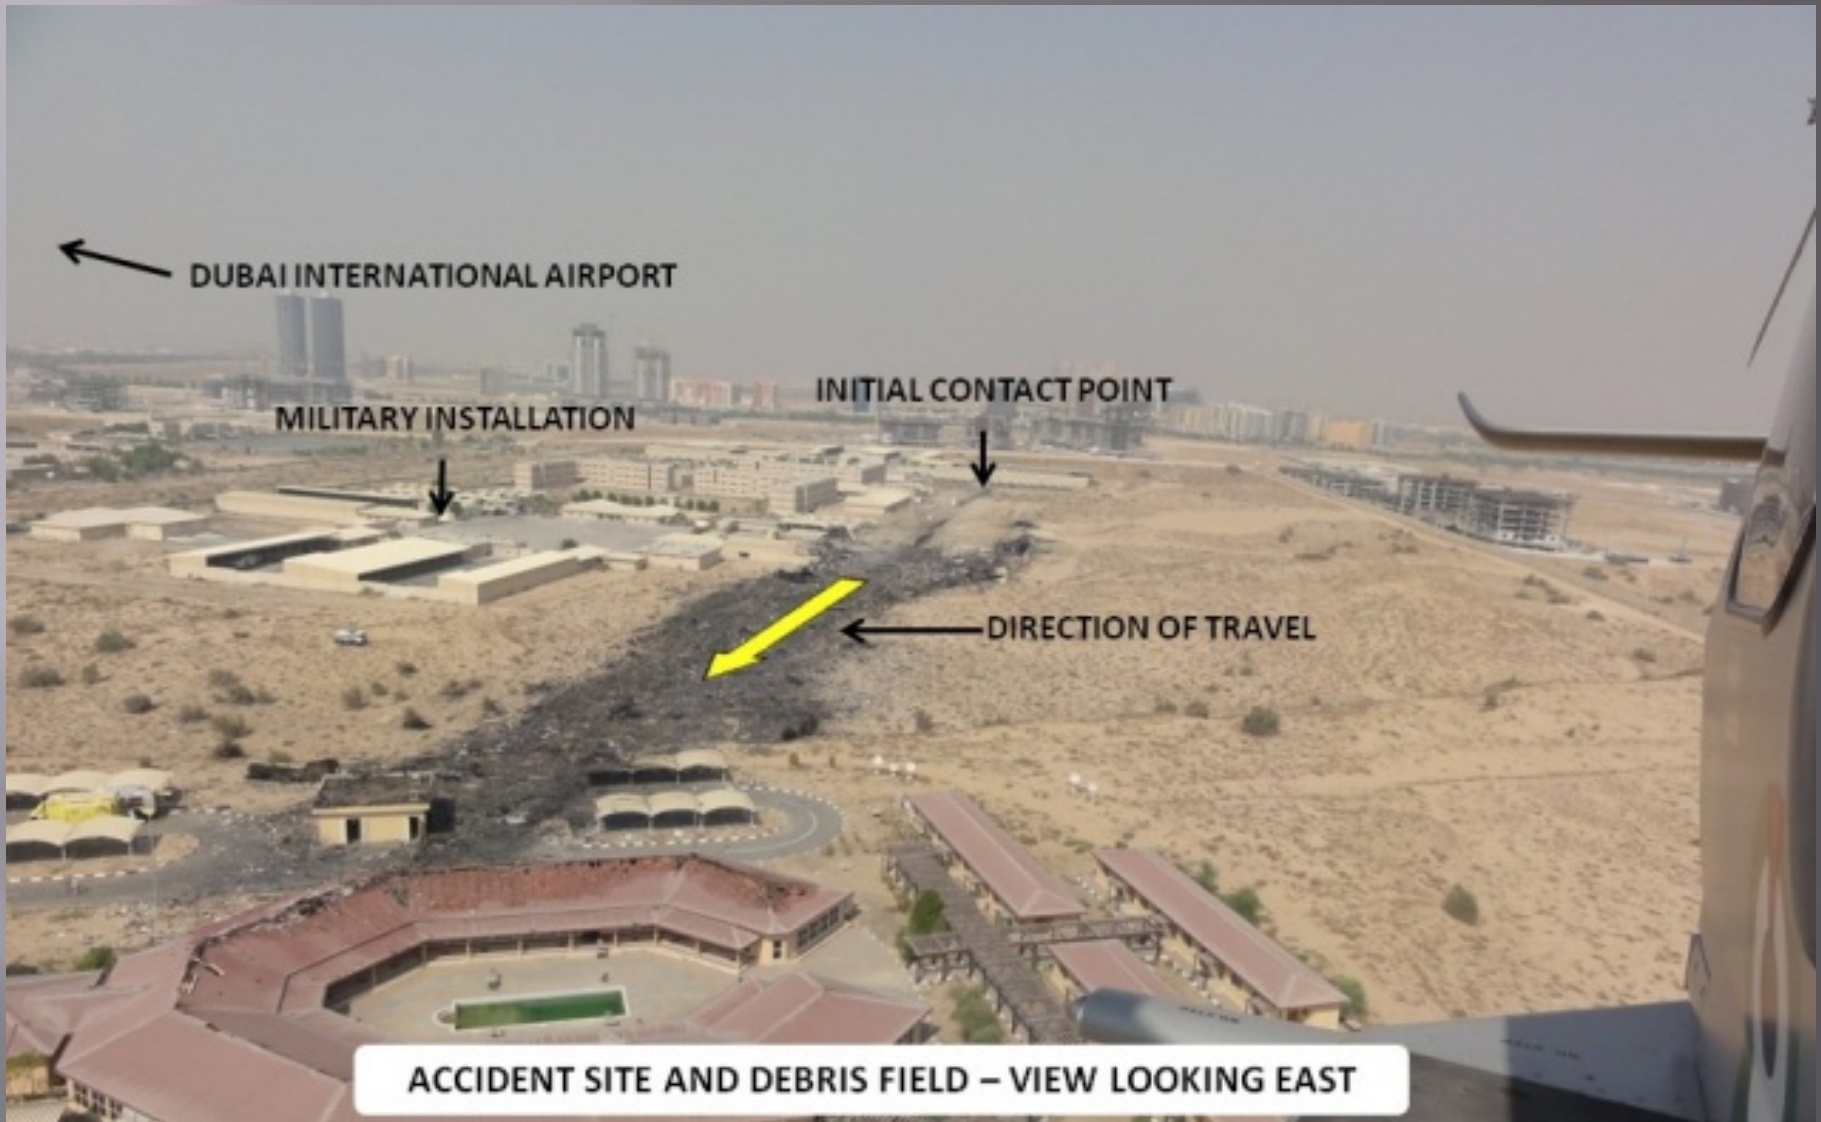 DUBAI INTERNATIONAL AIRPORT
INITIAL CONTACT POINT
MILITARY INSTALLATION
DIRECTION OF TRAVEL
ACCIDENT SITE AND DEBRIS FIELD – VIEW LOOKING EAST